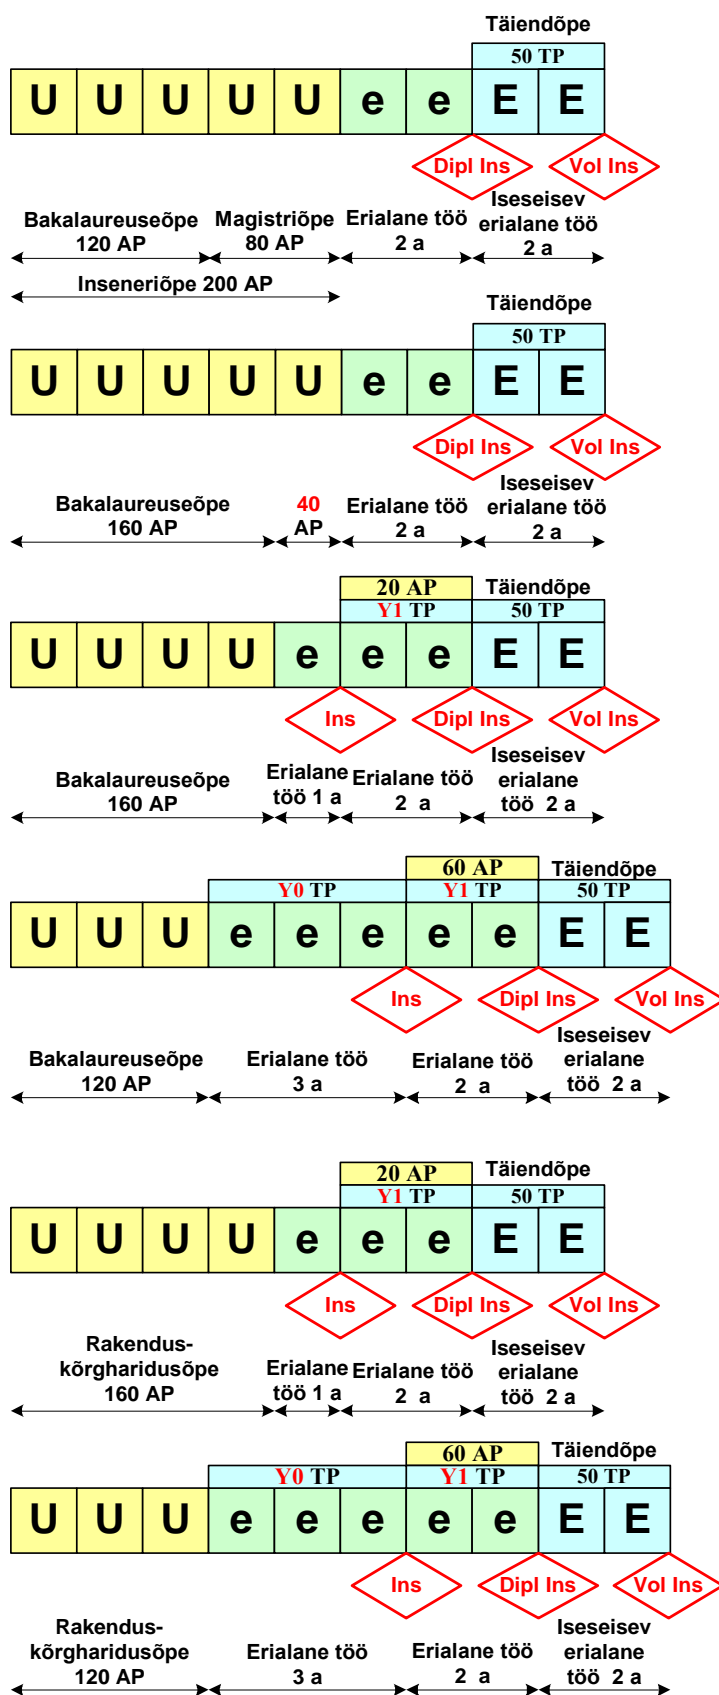 Täiendõpe
50 TP
U U U U U e e E E
Dipl Ins Vol Ins
Bakalaureuseõpe
120 AP
Magistriõpe
80 AP
Erialane töö
2 a
Iseseisev
erialane töö
2 a
Inseneriõpe 200 AP
Täiendõpe
50 TP
U U U U U e e E E
Dipl Ins Vol Ins
Bakalaureuseõpe
160 AP
40
AP
Erialane töö
2 a
Iseseisev
erialane töö
2 a
20 AP Täiendõpe
Y1 TP 50 TP
U U U U e e e E E
Ins Dipl Ins Vol Ins
Bakalaureuseõpe
160 AP
Erialane
töö 1 a
Erialane töö
2 a
Iseseisev
erialane
töö 2 a
60 AP Täiendõpe
Y0 TP Y1 TP 50 TP
U U U e e e e e E E
Ins Dipl Ins Vol Ins
Bakalaureuseõpe
120 AP
Erialane töö
3 a
Erialane töö
2 a
Iseseisev
erialane
töö 2 a
20 AP Täiendõpe
Y1 TP 50 TP
U U U U e e e E E
Ins Dipl Ins Vol Ins
Rakendus-
kõrgharidusõpe
160 AP
Erialane
töö 1 a
Erialane töö
2 a
Iseseisev
erialane
töö 2 a
60 AP Täiendõpe
Y0 TP Y1 TP 50 TP
U U U e e e e e E E
Ins Dipl Ins Vol Ins
Rakendus-
kõrgharidusõpe
120 AP
Erialane töö
3 a
Erialane töö
2 a
Iseseisev
erialane
töö 2 a